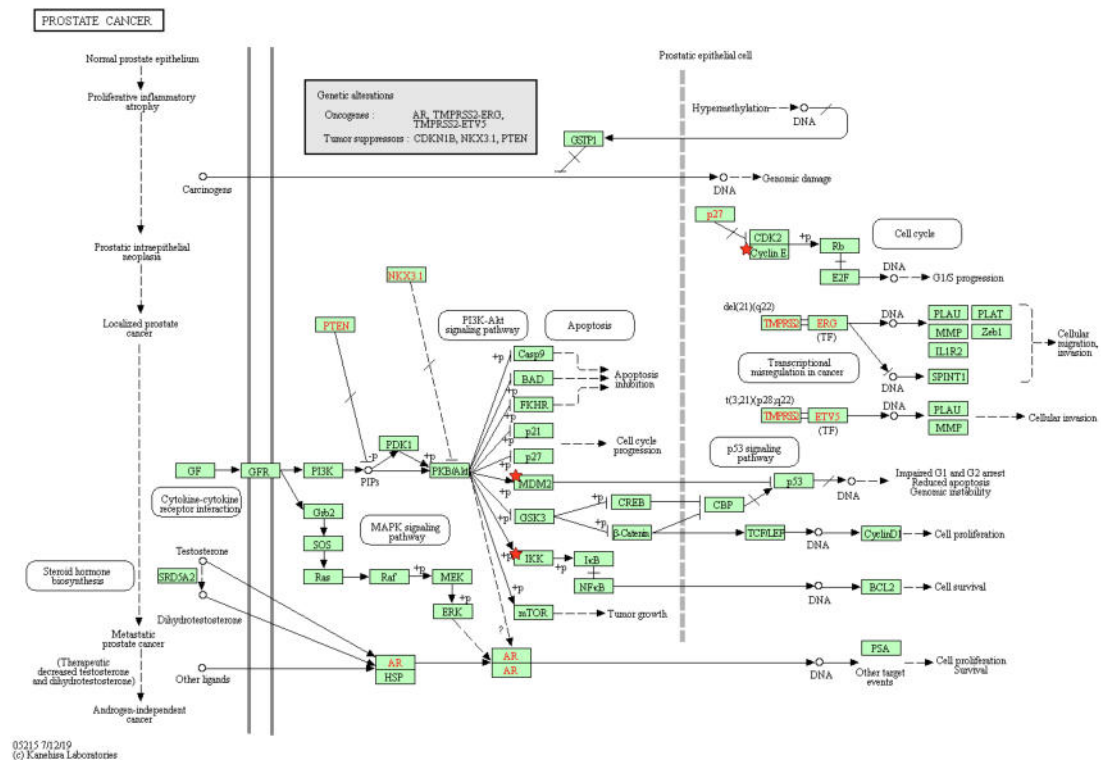 PROSTATE CANCER
Normal prostate epithelium
Proliferative inflammatory
atrophy
Prostatic intraepithelial
neoplasia
Localized prostate
cancer
Metastatic
prostate cancer
(Therapeutic
decreased testosterone
and dihydrotestosterone)
Androgen-independent
cancer
Genetic alterations
Oncogenes : AR, TMPRSS2-ERG,
TMPRSS2-ETV5
Tumor suppressors : CDKN1B, NKX3.1, PTEN
Prostatic epithelial cell
Hypermethylation
DNA
GSTP1
Carcinogens
DNA
Genomic damage
p27
CDK2
Cyclin E
+p
Rb
E2F
Cell cycle
DNA
G1/S progression
NKX3.1
PTEN
PI3K-Akt
signaling pathway
Apoptosis
del(21)(q22)
TMPRSS2
ERG
(TF)
DNA
PLAU
PLAT
MMP
Zeb1
IL1R2
Cellular
migration,
invasion
Transcriptional
misregulation in cancer
DNA
SPINT1
t(3;21)(p28;q22)
TMPRSS2
ETV5
(TF)
DNA
PLAU
MMP
Cellular invasion
+p
Casp9
+p
BAD
Apoptosis
inhibition
+p
FKHR
+p
p21
Cell cycle
progression
+p
p27
+p
MDM2
p53 signaling
pathway
p53
DNA
Impaired G1 and G2 arrest
Reduced apoptosis
Genomic instability
GF
GFR
PI3K
-p
PIP3
PDK1
+p
PKB/Akt
Cytokine-cytokine
receptor interaction
Grb2
SOS
Ras
Raf
+p
MEK
+p
ERK
MAPK signaling
pathway
+p
GSK3
+p
CREB
CBP
+p
β-Catenin
TCF/LEF
DNA
CyclinD1
Cell proliferation
+p
IKK
+p
IκB
NFκB
DNA
BCL2
Cell survival
+p
mTOR
Tumor growth
Steroid hormone
biosynthesis
Testosterone
SRD5A2
Dihydrotestosterone
Other ligands
AR
HSP
?
AR
AR
DNA
PSA
Other target
events
Cell proliferation
Survival
05215 7/12/19
(c) Kanehisa Laboratories